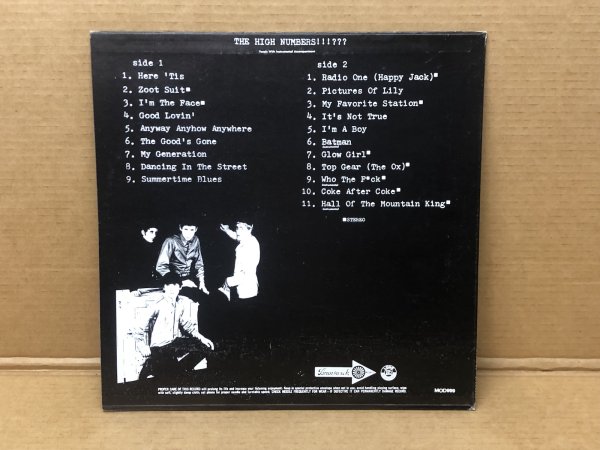 THE HIGH NUMBERS!!!???
side 1
1. Here 'Tis
2. Zoot Suit■
3. I'm The Face■
4. Good Lovin'
5. Anyway Anyhow Anywhere
6. The Good's Gone
7. My Generation
8. Dancing In The Street
9. Summertime Blues
side 2
1. Radio One (Happy Jack)■
2. Pictures Of Lily
3. My Favorite Station■
4. It's Not True
5. I'm A Boy
6. Batman
7. Glow Girl■
8. Top Gear (The Ox)■
9. Who The F*ck■
10. Coke After Coke■
11. Hall Of The Mountain King■
■STEREO
MOD999